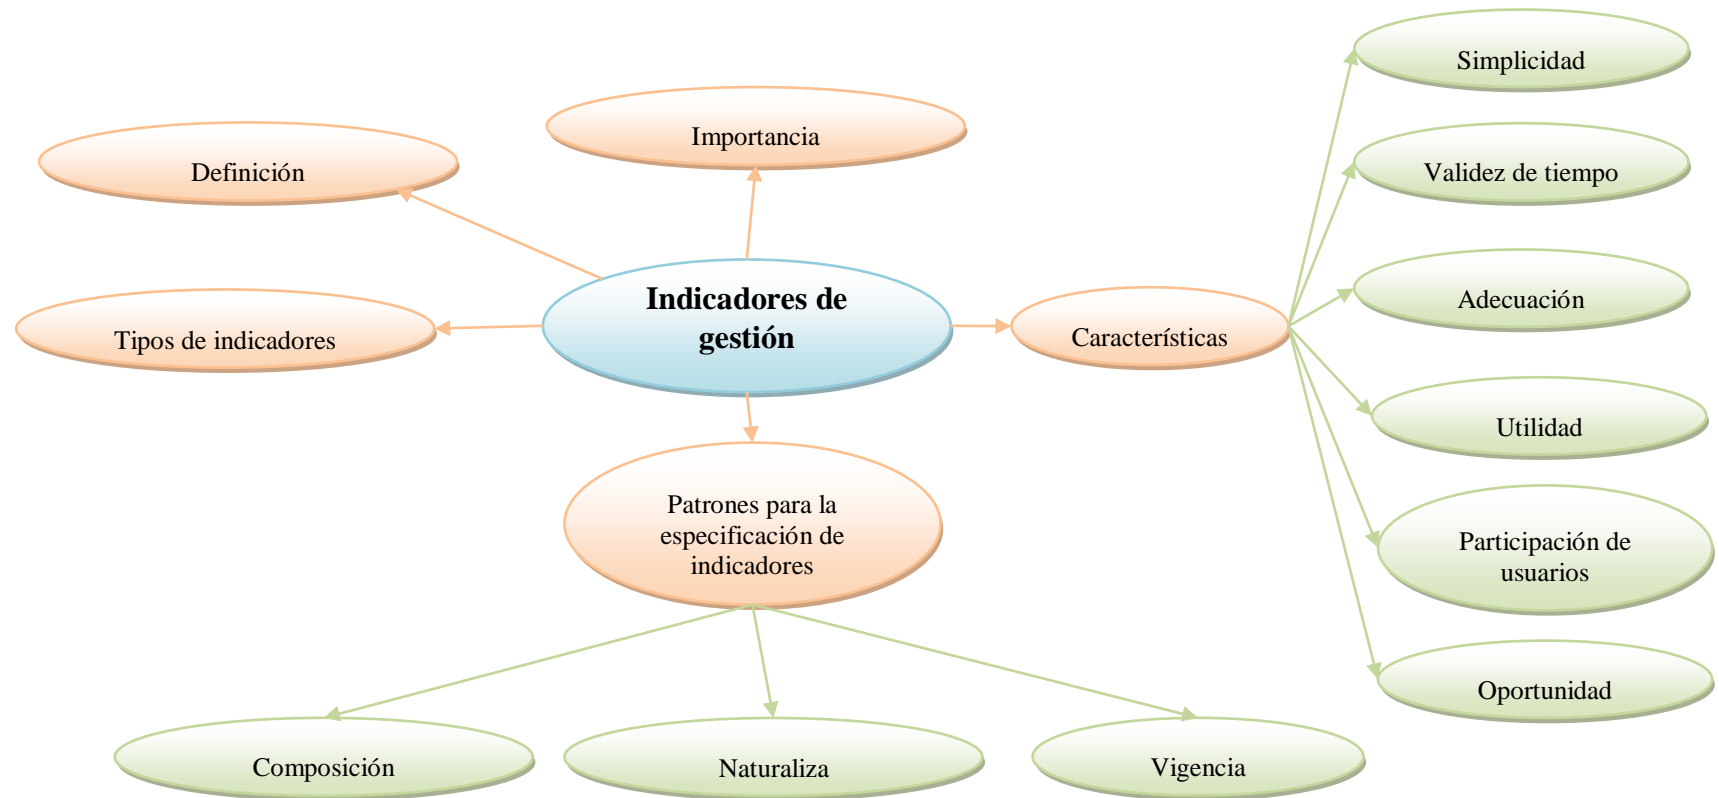 Simplicidad
Importancia
Definición
Validez de tiempo
Indicadores de
gestión
Adecuación
Tipos de indicadores
Características
Utilidad
Patrones para la
especificación de
indicadores
Participación de
usuarios
Oportunidad
Composición
Naturaliza
Vigencia